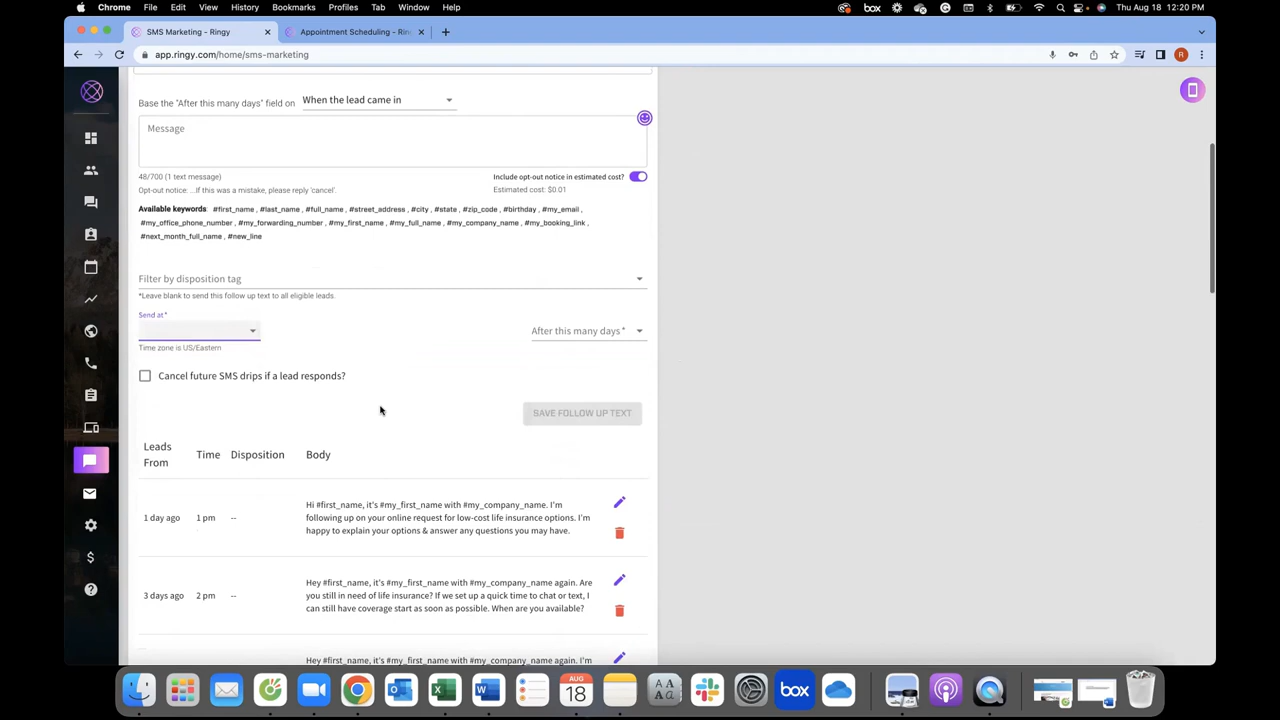 Chrome File Edit View History Bookmarks Profiles Tab Window Help
Thu Aug 18 12:20 PM
SMS Marketing - Ringy
Appointment Scheduling - Rin
app.ringy.com/home/sms-marketing
R
Base the "After this many days" field on When the lead came in
Message
48/700 (1 text message)
Include opt-out notice in estimated cost?
Opt-out notice: ...If this was a mistake, please reply 'cancel'.
Estimated cost: $0.01
Available keywords: #first_name , #last_name , #full_name , #street_address , #city , #state , #zip_code , #birthday , #my_email ,
#my_office_phone_number , #my_forwarding_number , #my_first_name , #my_full_name , #my_company_name , #my_booking_link ,
#next_month_full_name , #new_line
Filter by disposition tag
*Leave blank to send this follow up text to all eligible leads.
Send at *
After this many days *
Time zone is US/Eastern
Cancel future SMS drips if a lead responds?
SAVE FOLLOW UP TEXT
Leads From Time Disposition Body
1 day ago 1 pm --
Hi #first_name, it's #my_first_name with #my_company_name. I'm
following up on your online request for low-cost life insurance options. I'm
happy to explain your options & answer any questions you may have.
3 days ago 2 pm --
Hey #first_name, it's #my_first_name with #my_company_name again. Are
you still in need of life insurance? If we set up a quick time to chat or text, I
can still have coverage start as soon as possible. When are you available?
Hey #first_name, it's #my_first_name with #my_company_name again. I'm
AUG
18
box